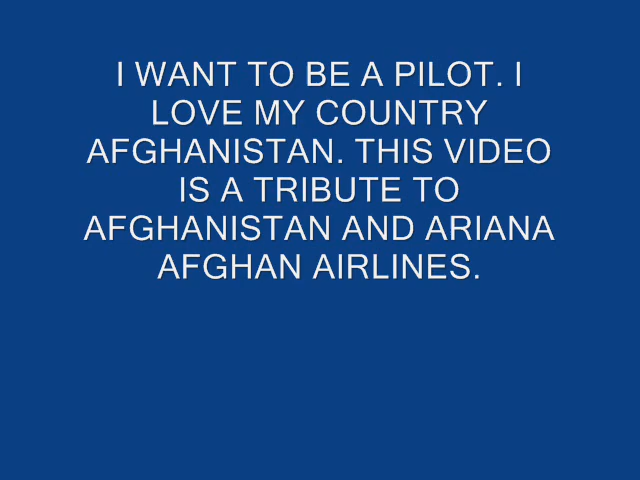 I WANT TO BE A PILOT. I
LOVE MY COUNTRY
AFGHANISTAN. THIS VIDEO
IS A TRIBUTE TO
AFGHANISTAN AND ARIANA
AFGHAN AIRLINES.